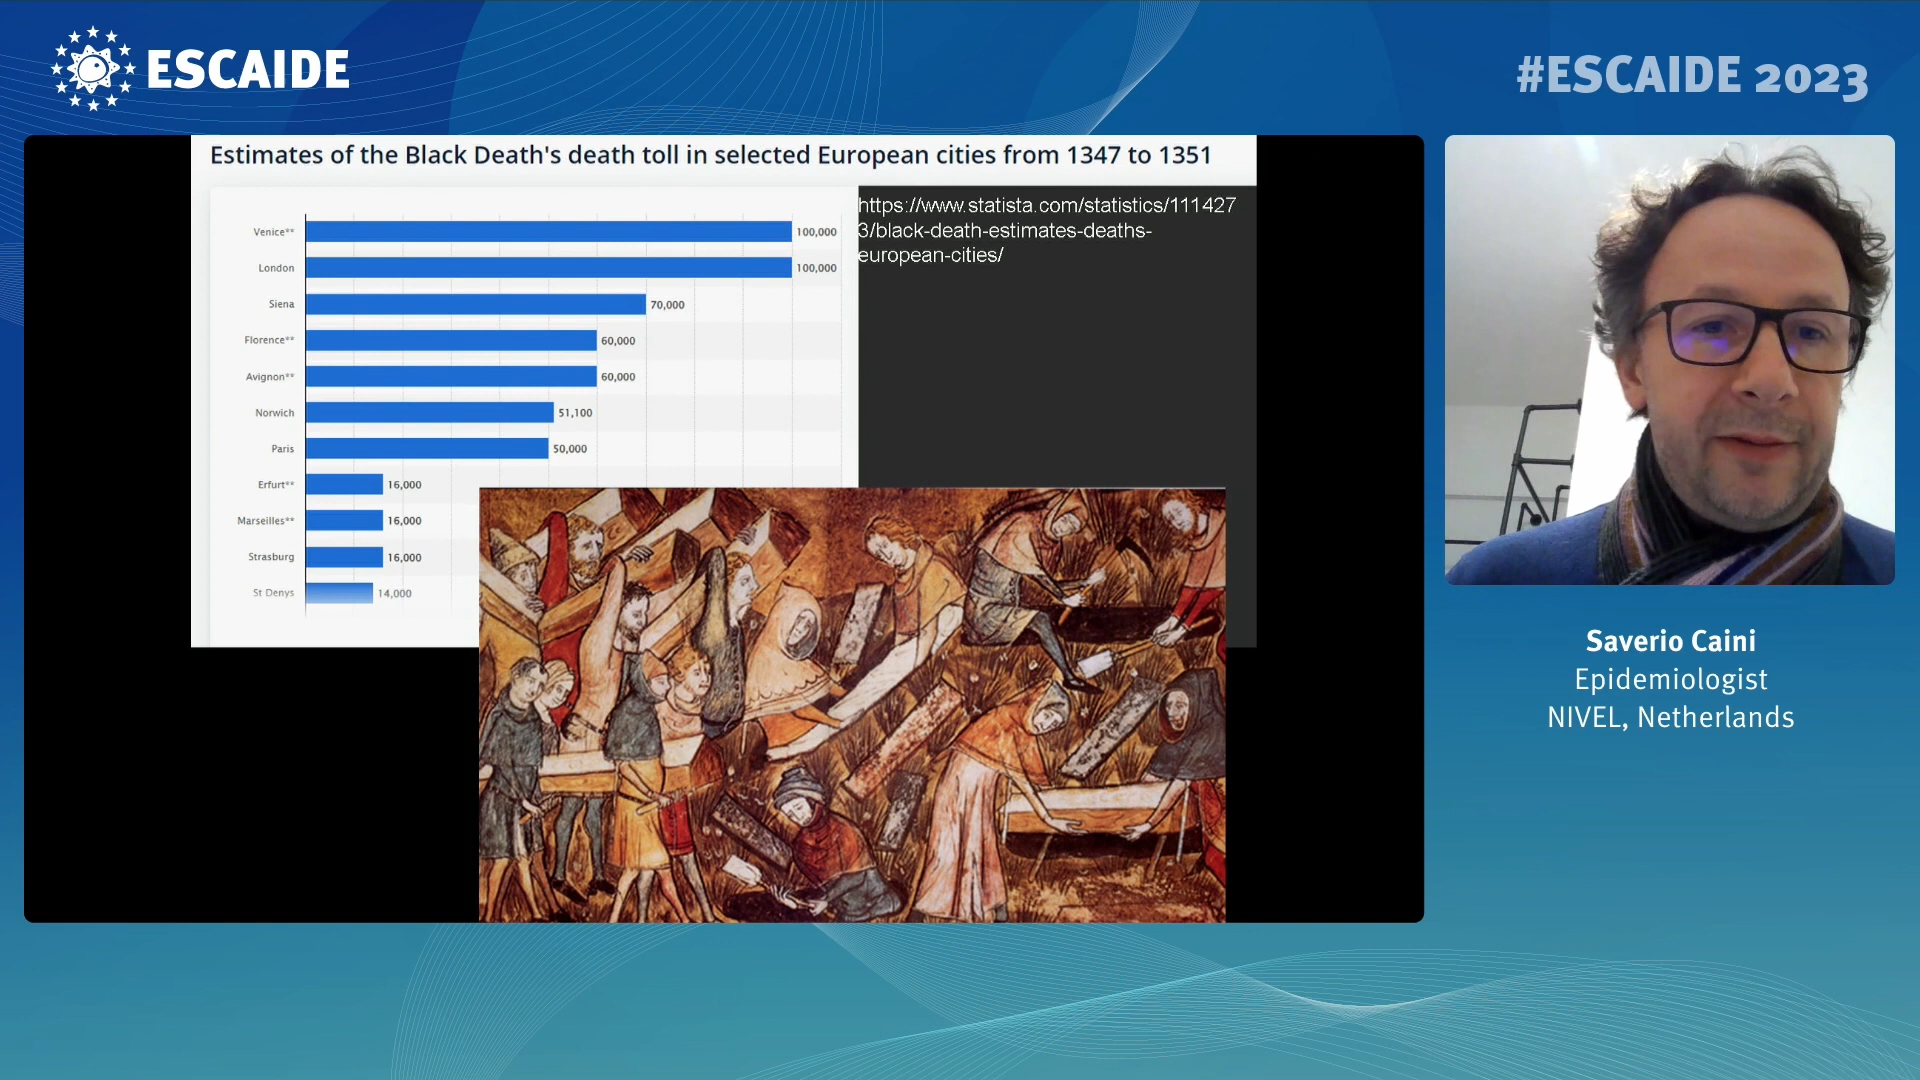 ESCAIDE
#ESCAIDE 2023
Estimates of the Black Death's death toll in selected European cities from 1347 to 1351
Venice** 100,000
London 100,000
Siena 70,000
Florence** 60,000
Avignon** 60,000
Norwich 51,100
Paris 50,000
Erfurt** 16,000
Marseilles** 16,000
Strasburg 16,000
St Denys 14,000
https://www.statista.com/statistics/111427
3/black-death-estimates-deaths-
european-cities/
Saverio Caini
Epidemiologist
NIVEL, Netherlands